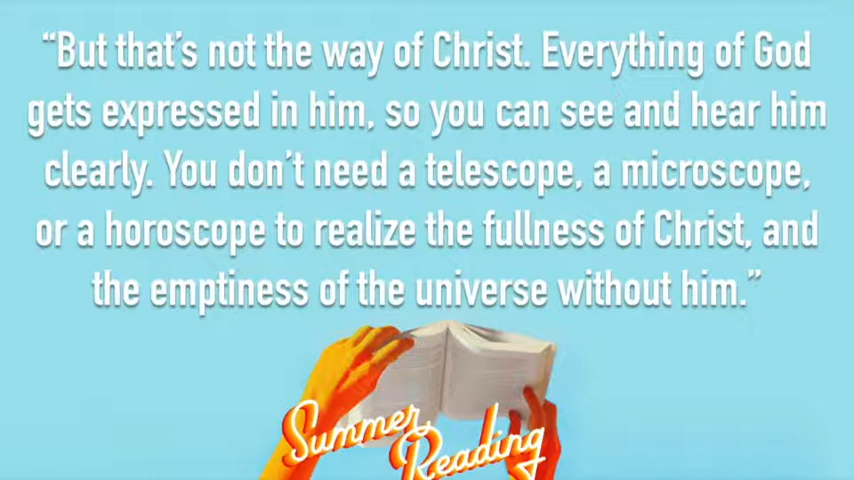 “But that’s not the way of Christ. Everything of God
gets expressed in him, so you can see and hear him
clearly. You don’t need a telescope, a microscope,
or a horoscope to realize the fullness of Christ, and
the emptiness of the universe without him.”
Summer
Reading